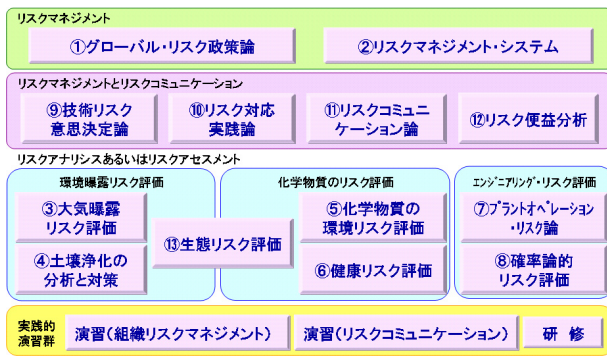 リスクマネジメント
①グローバル・リスク政策論
②リスクマネジメント・システム
リスクマネジメントとリスクコミュニケーション
⑨技術リスク
意思決定論
⑩リスク対応
実践論
⑪リスクコミュニ
ケーション論
⑫リスク便益分析
リスクアナリシスあるいはリスクアセスメント
環境曝露リスク評価
③大気曝露
リスク評価
④土壌浄化の
分析と対策
⑬生態リスク評価
化学物質のリスク評価
⑤化学物質の
環境リスク評価
⑥健康リスク評価
ｴﾝｼﾞﾆｱﾘﾝｸﾞ・リスク評価
⑦ﾌﾟﾗﾝﾄｵﾍﾟﾚｰｼｮﾝ
・リスク論
⑧確率論的
リスク評価
実践的
演習群
演習(組織リスクマネジメント)
演習(リスクコミュニケーション)
研 修